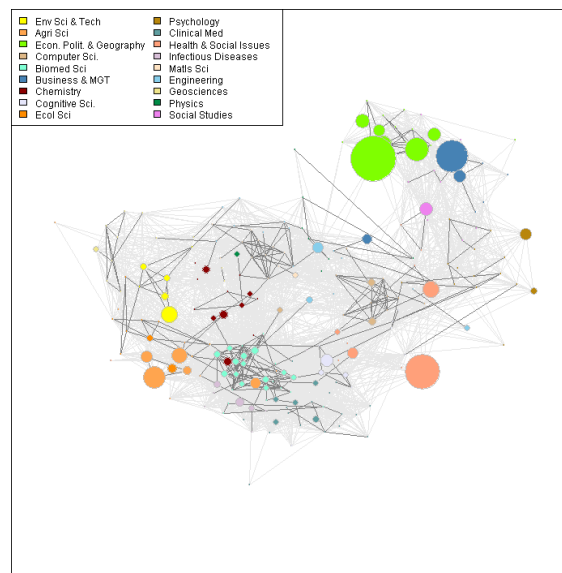 Env Sci & Tech
Agri Sci
Econ. Polit. & Geography
Computer Sci.
Biomed Sci
Business & MGT
Chemistry
Cognitive Sci.
Ecol Sci
Psychology
Clinical Med
Health & Social Issues
Infectious Diseases
Matls Sci
Engineering
Geosciences
Physics
Social Studies